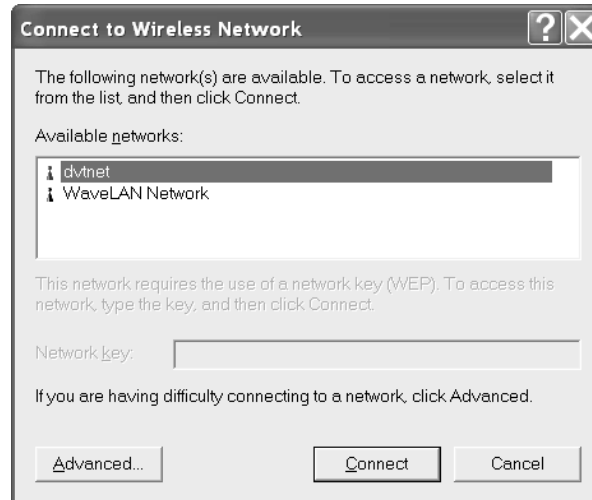 Connect to Wireless Network
The following network(s) are available. To access a network, select it
from the list, and then click Connect.
Available networks:
dvtnet
WaveLAN Network
This network requires the use of a network key (WEP). To access this
network, type the key, and then click Connect.
Network key:
If you are having difficulty connecting to a network, click Advanced.
Advanced... Connect Cancel